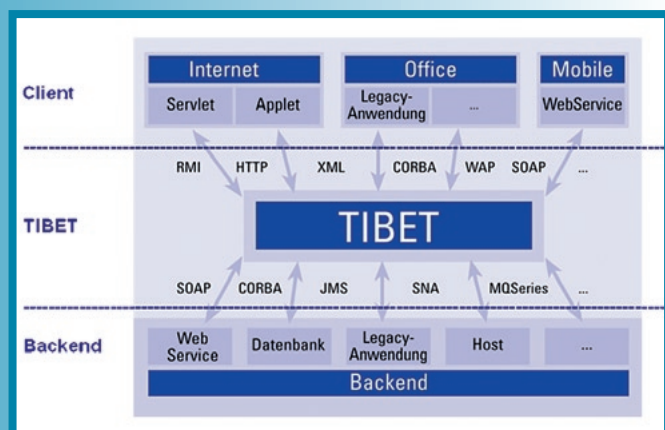 Internet
Office
Mobile
Client
Servlet
Applet
Legacy-
Anwendung
...
WebService
RMI
HTTP
XML
CORBA
WAP
SOAP
...
TIBET
TIBET
SOAP
CORBA
JMS
SNA
MQSeries
...
Backend
Web
Service
Datenbank
Legacy-
Anwendung
Host
...
Backend